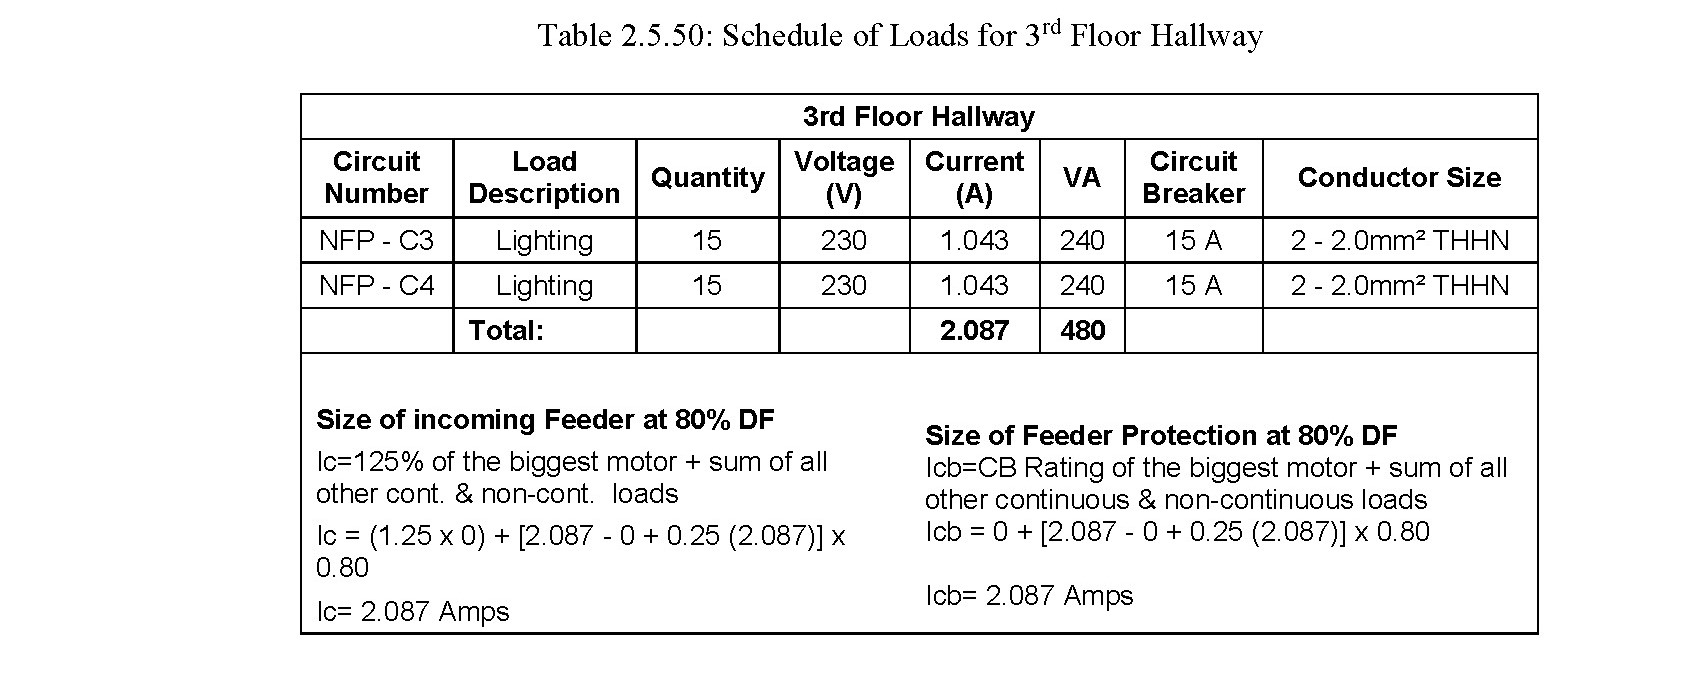 Table 2.5.50: Schedule of Loads for 3rd Floor Hallway
3rd Floor Hallway
Circuit Number Load Description Quantity Voltage (V) Current (A) VA Circuit Breaker Conductor Size
NFP - C3 Lighting 15 230 1.043 240 15 A 2 - 2.0mm² THHN
NFP - C4 Lighting 15 230 1.043 240 15 A 2 - 2.0mm² THHN
Total: 2.087 480
Size of incoming Feeder at 80% DF
Ic=125% of the biggest motor + sum of all
other cont. & non-cont.  loads
Ic = (1.25 x 0) + [2.087 - 0 + 0.25 (2.087)] x
0.80
Ic= 2.087 Amps
Size of Feeder Protection at 80% DF
Icb=CB Rating of the biggest motor + sum of all
other continuous & non-continuous loads
Icb = 0 + [2.087 - 0 + 0.25 (2.087)] x 0.80
Icb= 2.087 Amps